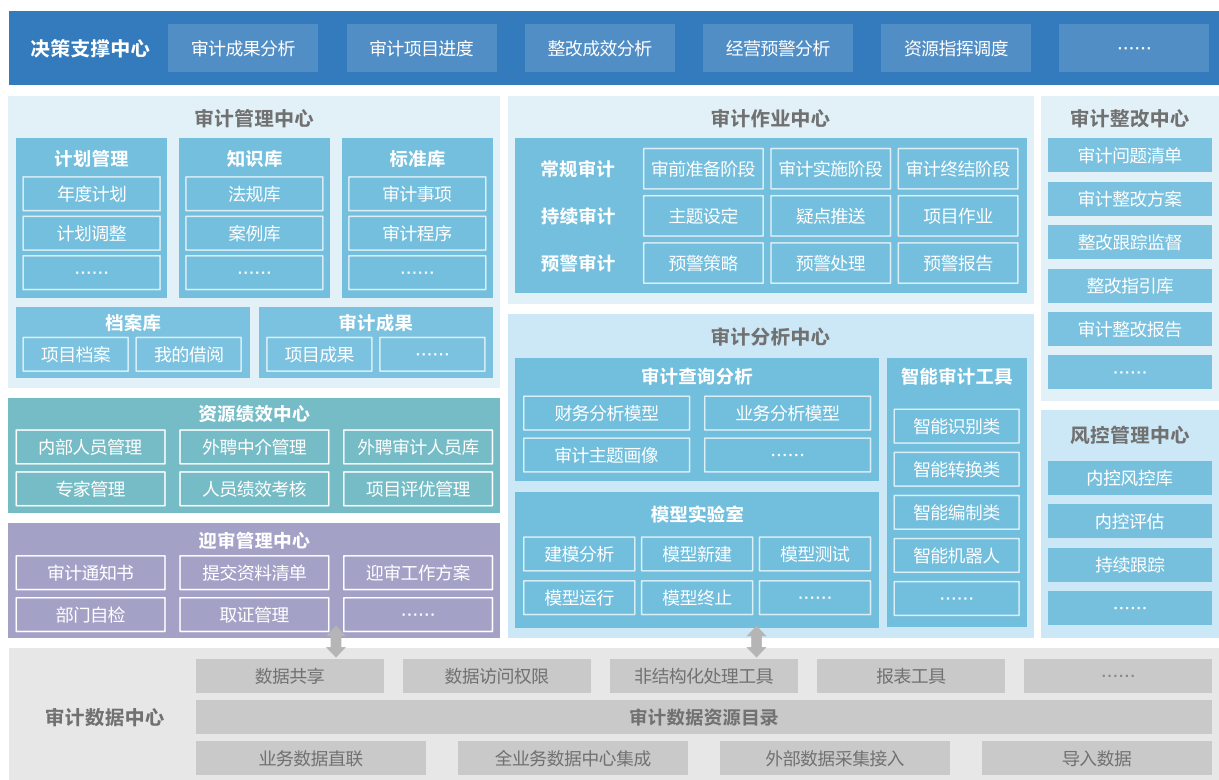 决策支撑中心
审计成果分析
审计项目进度
整改成效分析
经营预警分析
资源指挥调度
……
审计管理中心
计划管理
年度计划
计划调整
……
知识库
法规库
案例库
……
标准库
审计事项
审计程序
……
档案库
项目档案
我的借阅
审计成果
项目成果
……
资源绩效中心
内部人员管理
外聘中介管理
外聘审计人员库
专家管理
人员绩效考核
项目评优管理
迎审管理中心
审计通知书
提交资料清单
迎审工作方案
部门自检
取证管理
……
审计作业中心
常规审计
审前准备阶段
审计实施阶段
审计终结阶段
持续审计
主题设定
疑点推送
项目作业
预警审计
预警策略
预警处理
预警报告
审计分析中心
审计查询分析
财务分析模型
业务分析模型
审计主题画像
……
模型实验室
建模分析
模型新建
模型测试
模型运行
模型终止
……
智能审计工具
智能识别类
智能转换类
智能编制类
智能机器人
……
审计整改中心
审计问题清单
审计整改方案
整改跟踪监督
整改指引库
审计整改报告
……
风控管理中心
内控风控库
内控评估
持续跟踪
……
审计数据中心
数据共享
数据访问权限
非结构化处理工具
报表工具
……
审计数据资源目录
业务数据直联
全业务数据中心集成
外部数据采集接入
导入数据